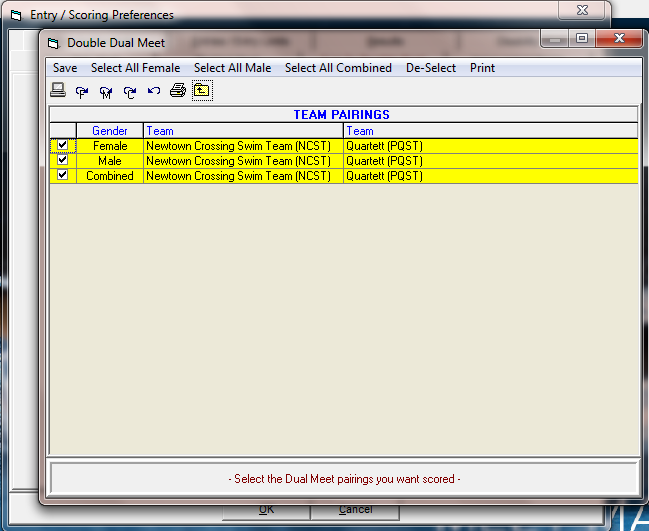 Entry / Scoring Preferences
Double Dual Meet
Save Select All Female Select All Male Select All Combined De-Select Print
F M C
TEAM PAIRINGS
Gender Team Team
Female Newtown Crossing Swim Team (NCST) Quartett (PQST)
Male Newtown Crossing Swim Team (NCST) Quartett (PQST)
Combined Newtown Crossing Swim Team (NCST) Quartett (PQST)
- Select the Dual Meet pairings you want scored -
OK Cancel